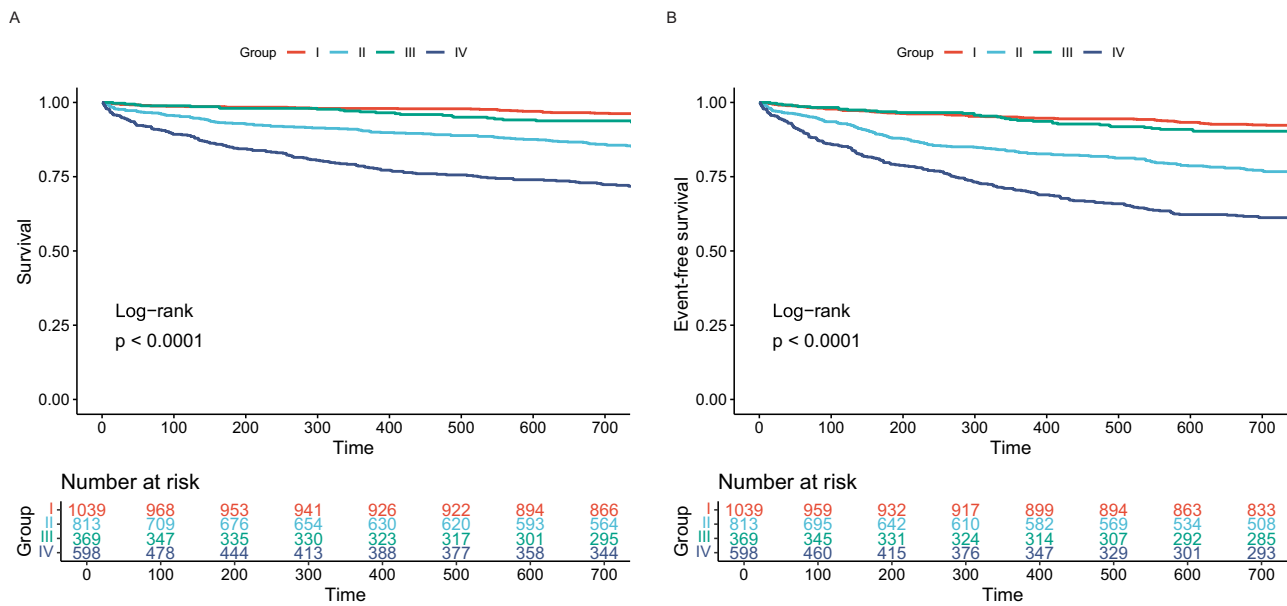 A
Group I II III IV
1.00
0.75
0.50
0.25
0.00
Survival
Log−rank
p < 0.0001
0 100 200 300 400 500 600 700
Time
Number at risk
Group
I 1039 968 953 941 926 922 894 866
II 813 709 676 654 630 620 593 564
III 369 347 335 330 323 317 301 295
IV 598 478 444 413 388 377 358 344
0 100 200 300 400 500 600 700
Time
B
Group I II III IV
1.00
0.75
0.50
0.25
0.00
Event-free survival
Log−rank
p < 0.0001
0 100 200 300 400 500 600 700
Time
Number at risk
Group
I 1039 959 932 917 899 894 863 833
II 813 695 642 610 582 569 534 508
III 369 345 331 324 314 307 292 285
IV 598 460 415 376 347 329 301 293
0 100 200 300 400 500 600 700
Time